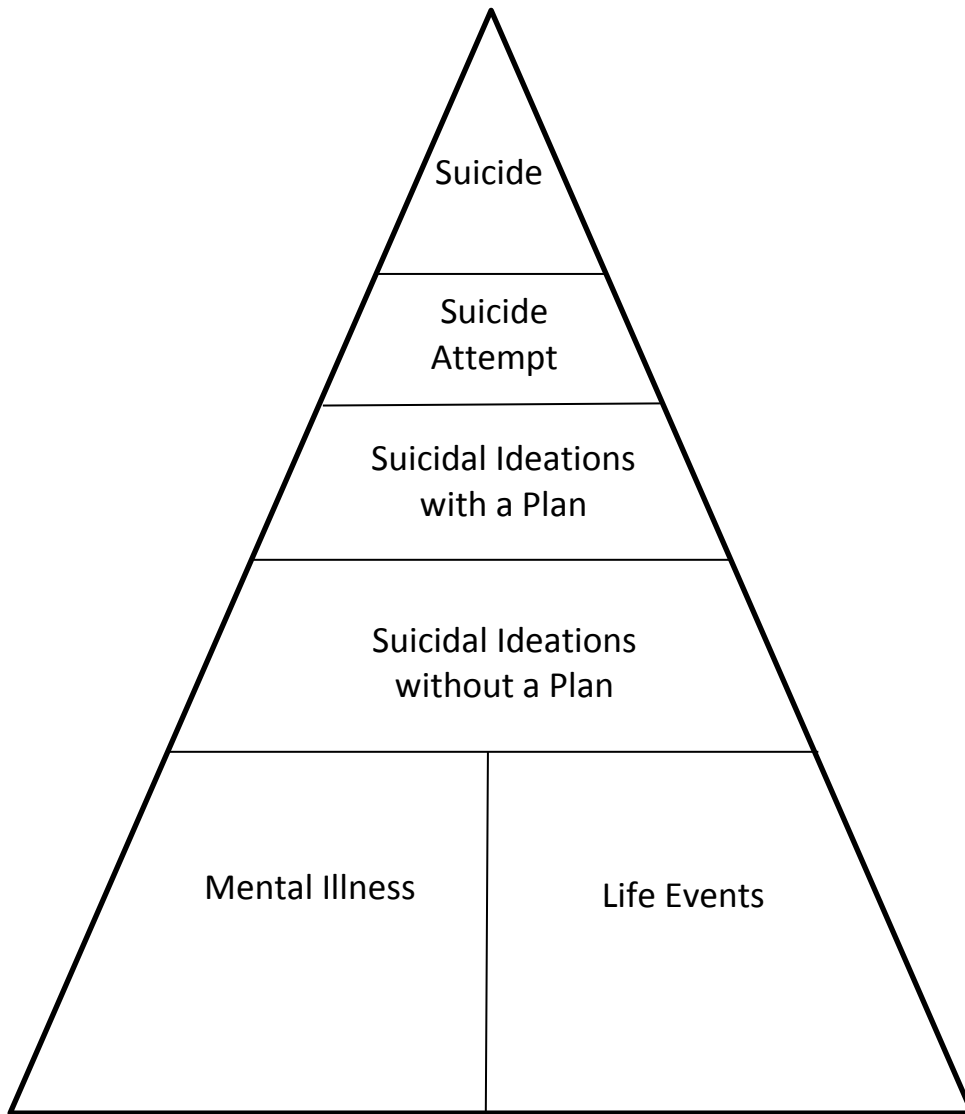 Suicide
Suicide
Attempt
Suicidal Ideations
with a Plan
Suicidal Ideations
without a Plan
Mental Illness
Life Events